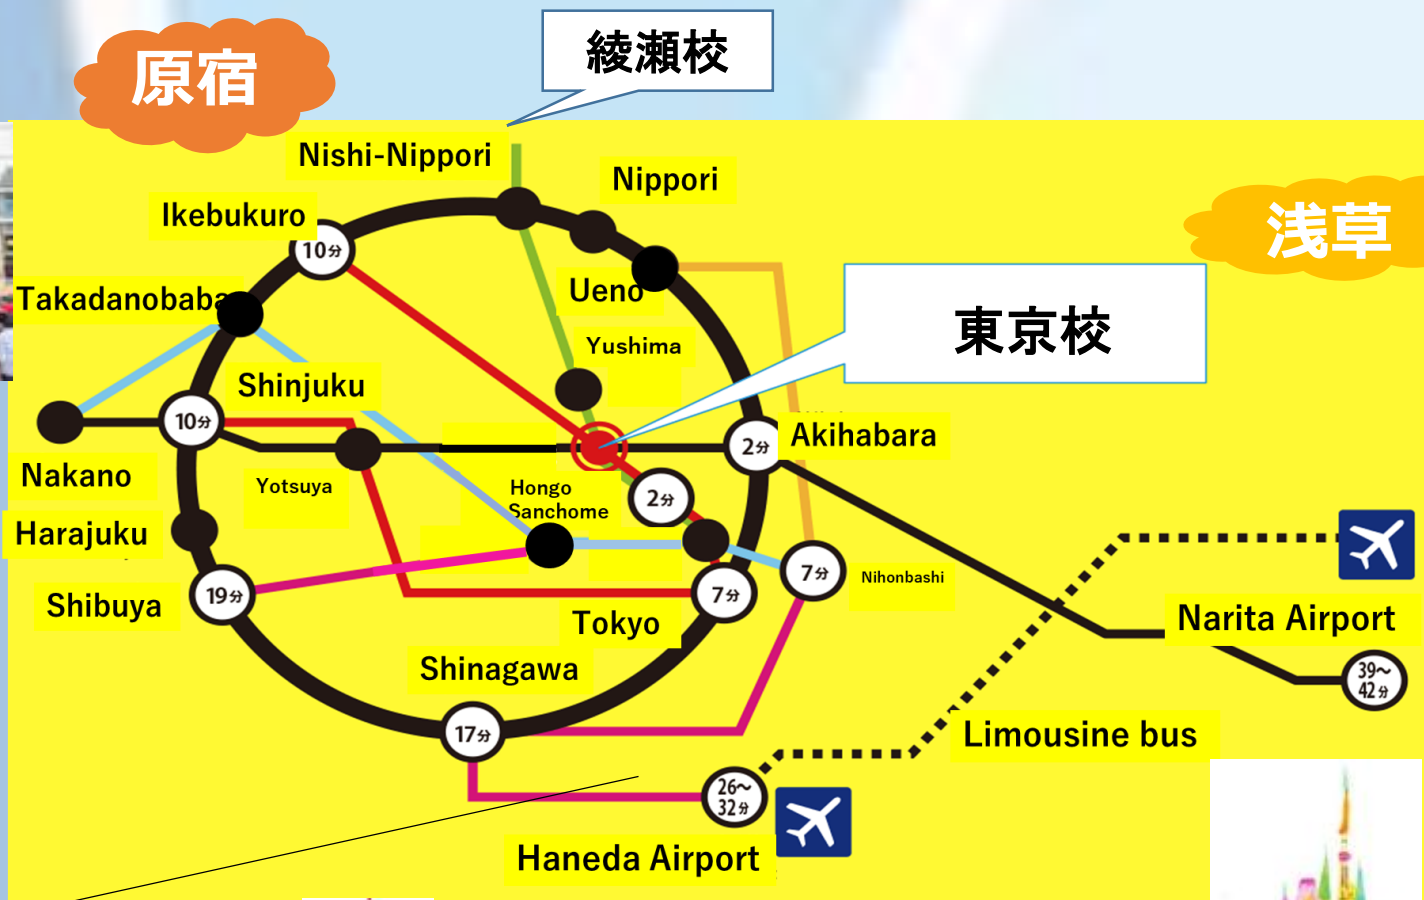 原宿
綾瀬校
Nishi-Nippori
Nippori
Ikebukuro
浅草
10分
Takadanobaba
Ueno
東京校
Yushima
Shinjuku
10分
2分
Akihabara
Nakano
Yotsuya
Hongo
Sanchome
2分
Harajuku
19分
Shibuya
7分
7分
Nihonbashi
Tokyo
Narita Airport
Shinagawa
39〜
42分
17分
Limousine bus
26〜
32分
Haneda Airport